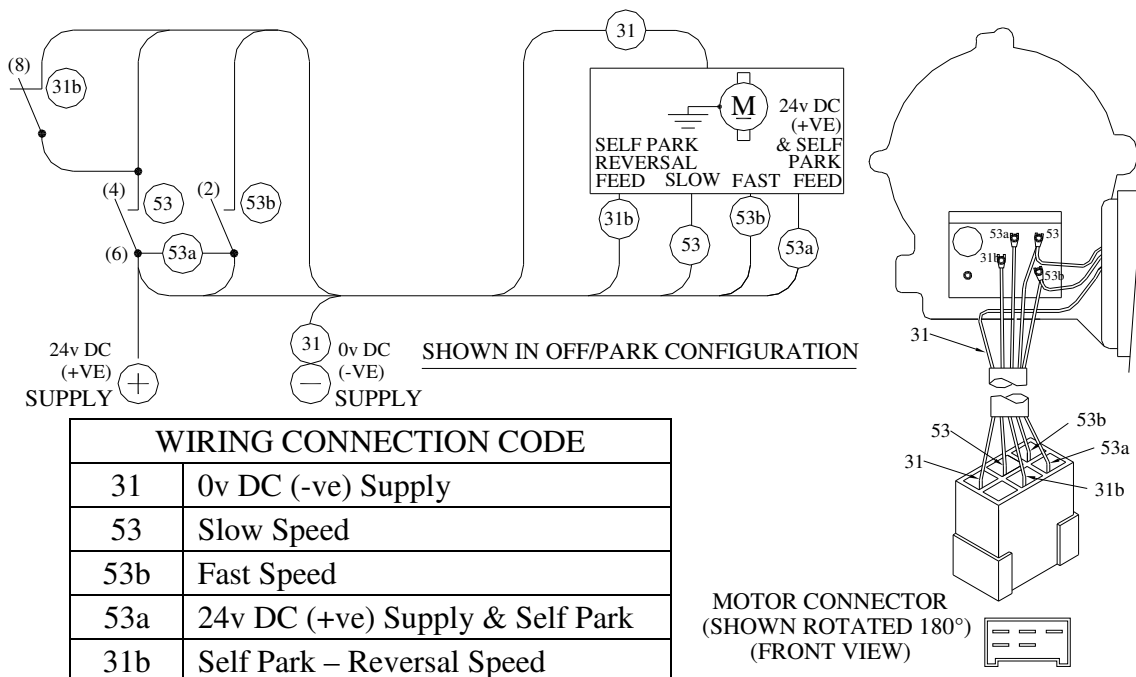 31
(8)
31b
M
24v DC
(+VE)
& SELF
PARK
FEED
SELF PARK
REVERSAL
FEED
SLOW
FAST
(4)
53
(2)
53b
31b
53
53b
53a
(6)
53a
53a
53
31b
53b
31
31
24v DC
(+VE)
SUPPLY
+
0v DC
(-VE)
SUPPLY
−
SHOWN IN OFF/PARK CONFIGURATION
WIRING CONNECTION CODE
31 0v DC (-ve) Supply
53 Slow Speed
53b Fast Speed
53a 24v DC (+ve) Supply & Self Park
31b Self Park – Reversal Speed
53b
53
53a
31
31b
MOTOR CONNECTOR
(SHOWN ROTATED 180°)
(FRONT VIEW)